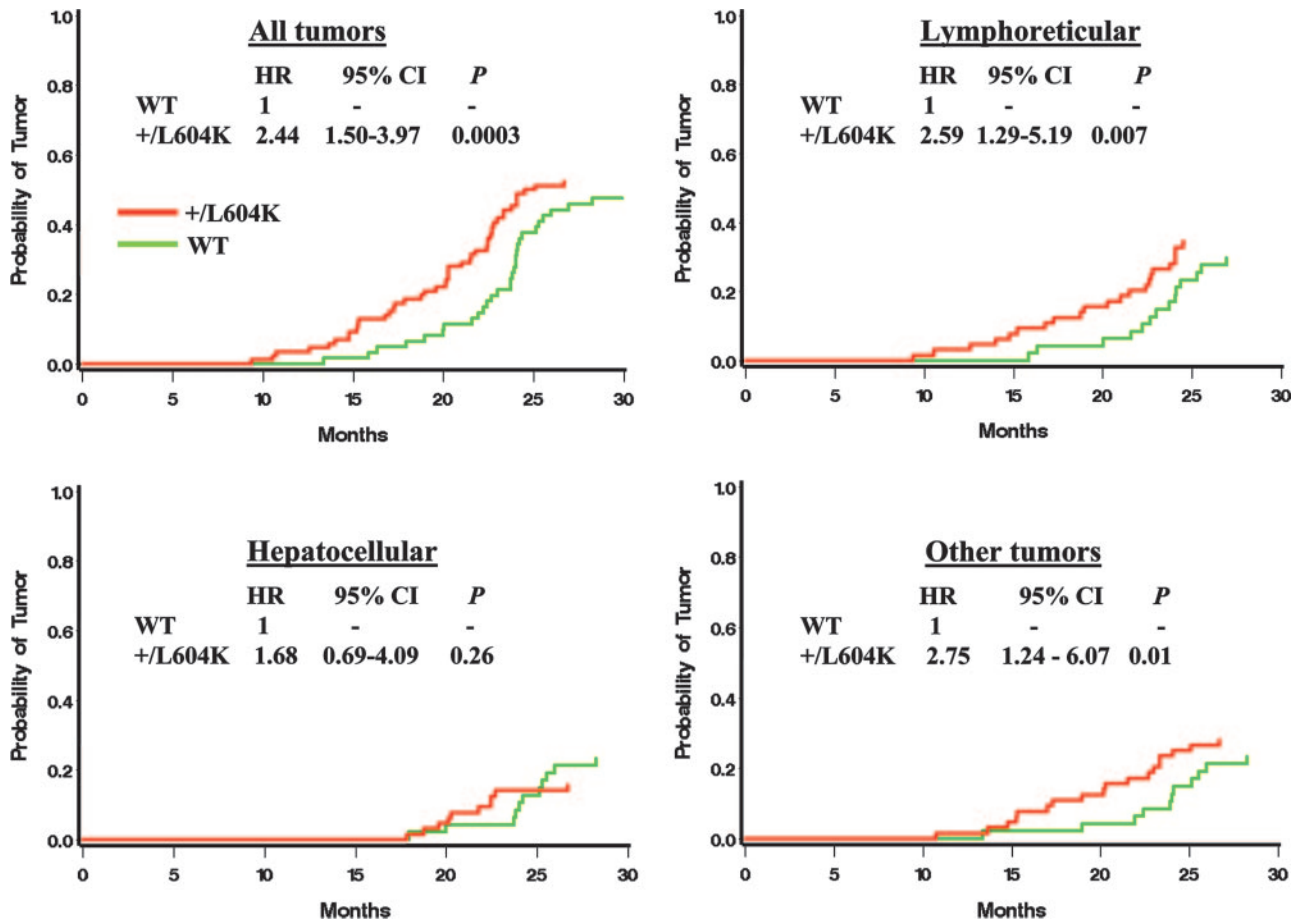 All tumors
HR 95% CI P
WT 1 - -
+/L604K 2.44 1.50-3.97 0.0003
+/L604K
WT
Probability of Tumor
1.0
0.8
0.6
0.4
0.2
0.0
0 5 10 15 20 25 30
Months
Lymphoreticular
HR 95% CI P
WT 1 - -
+/L604K 2.59 1.29-5.19 0.007
Probability of Tumor
1.0
0.8
0.6
0.4
0.2
0.0
0 5 10 15 20 25 30
Months
Hepatocellular
HR 95% CI P
WT 1 - -
+/L604K 1.68 0.69-4.09 0.26
Probability of Tumor
1.0
0.8
0.6
0.4
0.2
0.0
0 5 10 15 20 25 30
Months
Other tumors
HR 95% CI P
WT 1 - -
+/L604K 2.75 1.24 - 6.07 0.01
Probability of Tumor
1.0
0.8
0.6
0.4
0.2
0.0
0 5 10 15 20 25 30
Months